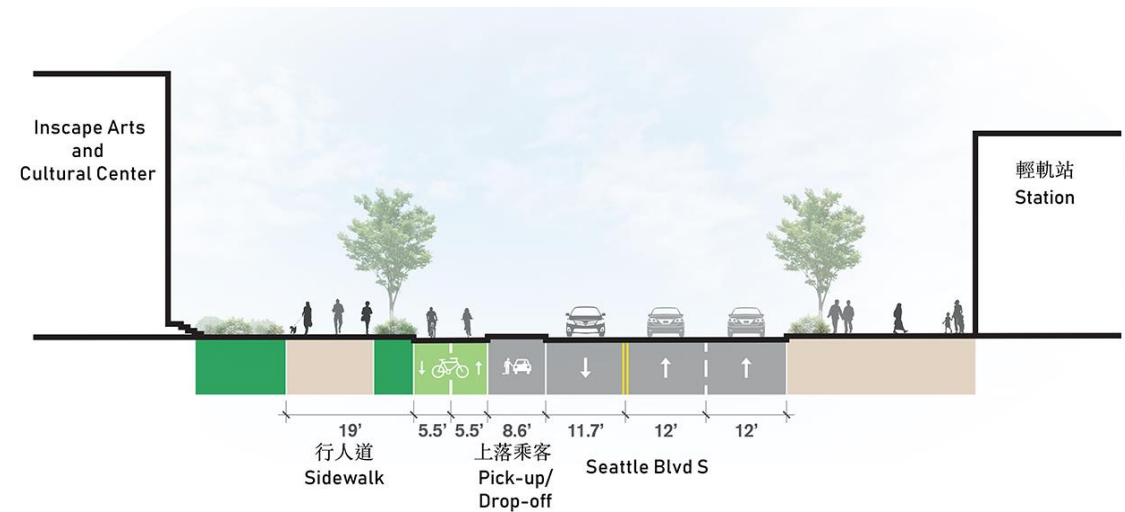 Inscape Arts
and
Cultural Center
輕軌站
Station
19’
5.5’
5.5’
8.6’
11.7’
12’
12’
行人道
Sidewalk
上落乘客
Pick-up/
Drop-off
Seattle Blvd S